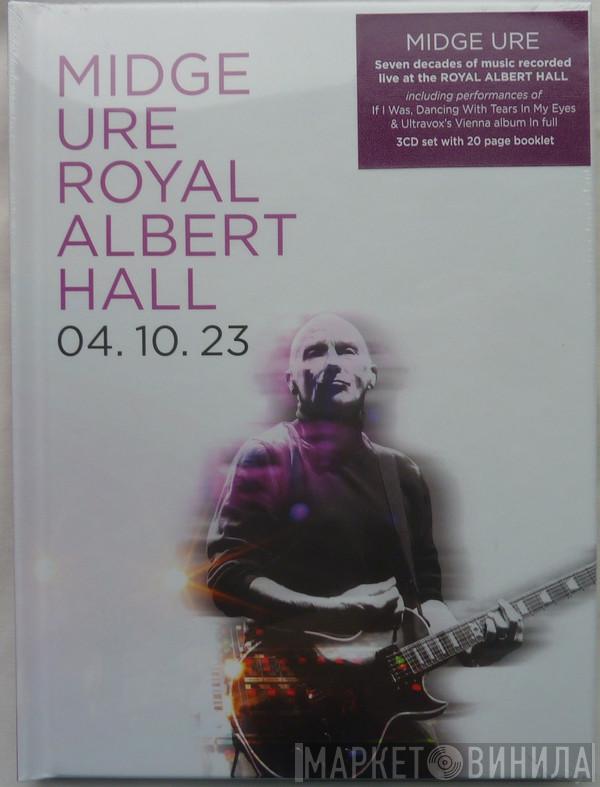 MIDGE
URE
ROYAL
ALBERT
HALL
04. 10. 23
MIDGE URE
Seven decades of music recorded
live at the ROYAL ALBERT HALL
including performances of
If I Was, Dancing With Tears In My Eyes
& Ultravox's Vienna album In full
3CD set with 20 page booklet
МАРКЕТ ВИНИЛА